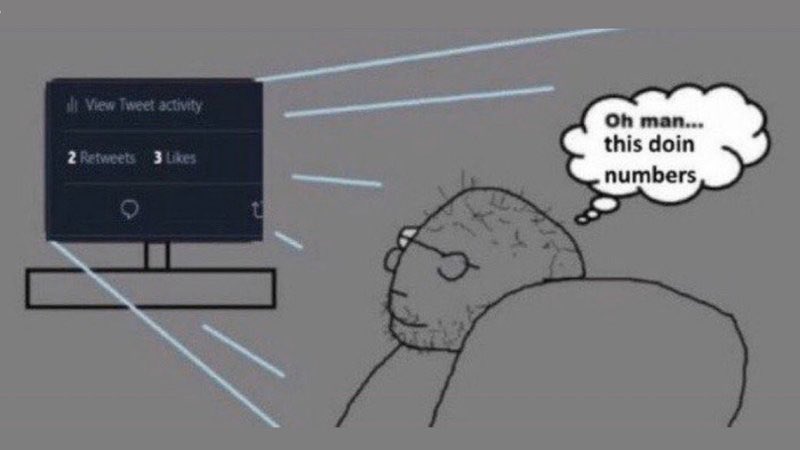 View Tweet activity
2 Retweets 3 Likes
Oh man...
this doin
numbers